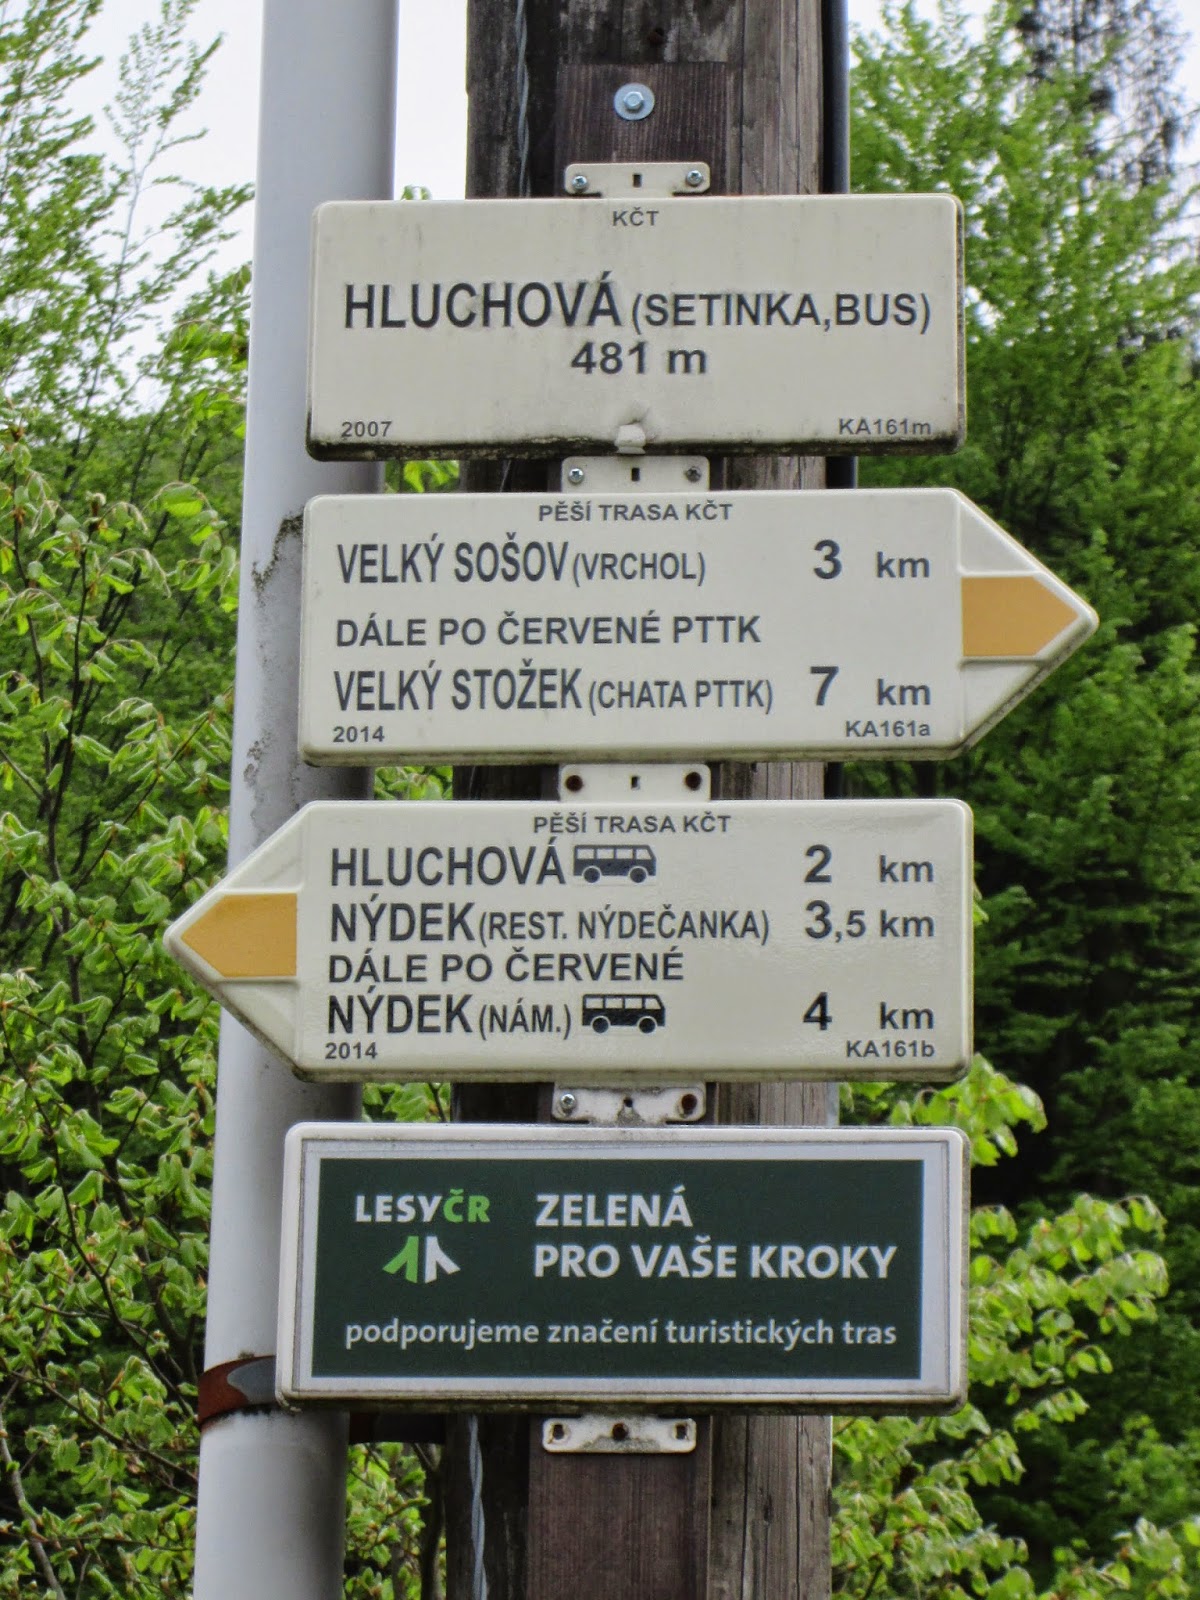 KČT
HLUCHOVÁ (SETINKA,BUS)
481 m
2007 KA161m
PĚŠÍ TRASA KČT
VELKÝ SOŠOV (VRCHOL) 3 km
DÁLE PO ČERVENÉ PTTK
VELKÝ STOŽEK (CHATA PTTK) 7 km
2014 KA161a
PĚŠÍ TRASA KČT
HLUCHOVÁ 2 km
NÝDEK (REST. NÝDEČANKA) 3,5 km
DÁLE PO ČERVENÉ
NÝDEK (NÁM.) 4 km
2014 KA161b
LESYČR ZELENÁ
PRO VAŠE KROKY
podporujeme značení turistických tras